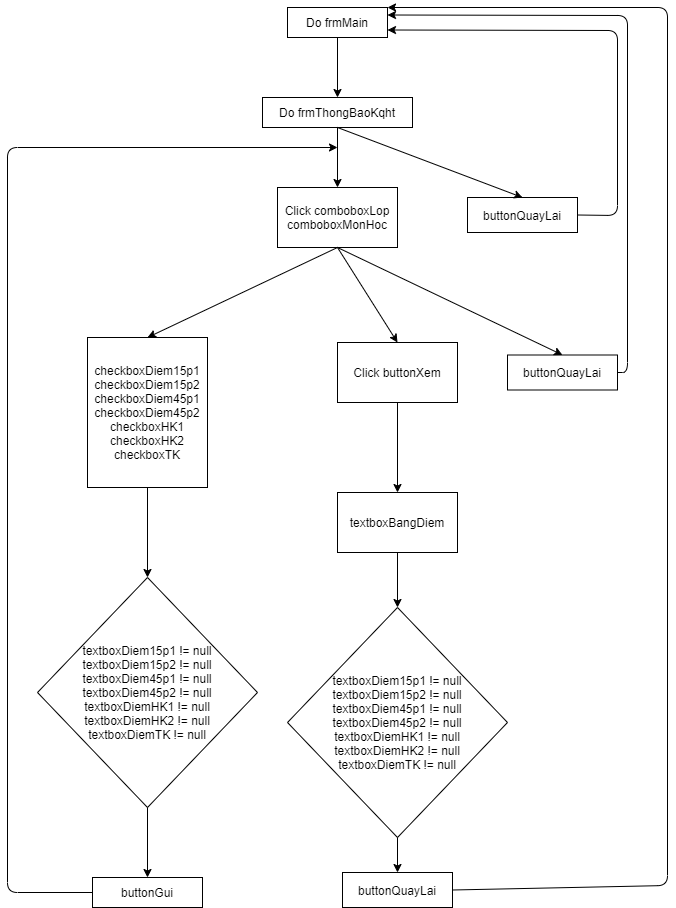 Do frmMain
Do frmThongBaoKqht
Click comboboxLop
comboboxMonHoc
buttonQuayLai
checkboxDiem15p1
checkboxDiem15p2
checkboxDiem45p1
checkboxDiem45p2
checkboxHK1
checkboxHK2
checkboxTK
Click buttonXem
buttonQuayLai
textboxBangDiem
textboxDiem15p1 != null
textboxDiem15p2 != null
textboxDiem45p1 != null
textboxDiem45p2 != null
textboxDiemHK1 != null
textboxDiemHK2 != null
textboxDiemTK != null
textboxDiem15p1 != null
textboxDiem15p2 != null
textboxDiem45p1 != null
textboxDiem45p2 != null
textboxDiemHK1 != null
textboxDiemHK2 != null
textboxDiemTK != null
buttonGui
buttonQuayLai